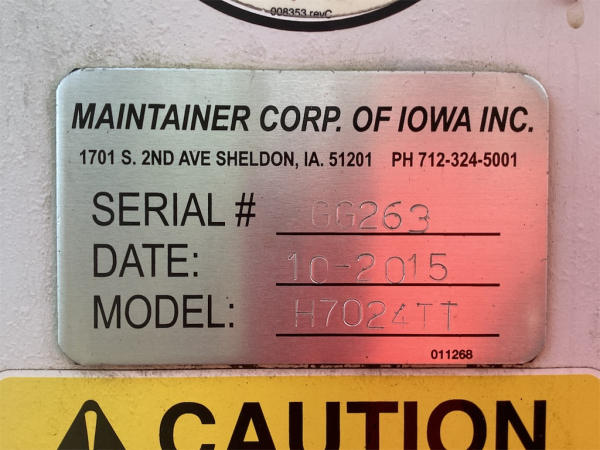 008353 revC
MAINTAINER CORP. OF IOWA INC.
1701 S. 2ND AVE SHELDON, IA. 51201 PH 712-324-5001
SERIAL # GG263
DATE: 10-2015
MODEL: H7024TT
011268
CAUTION